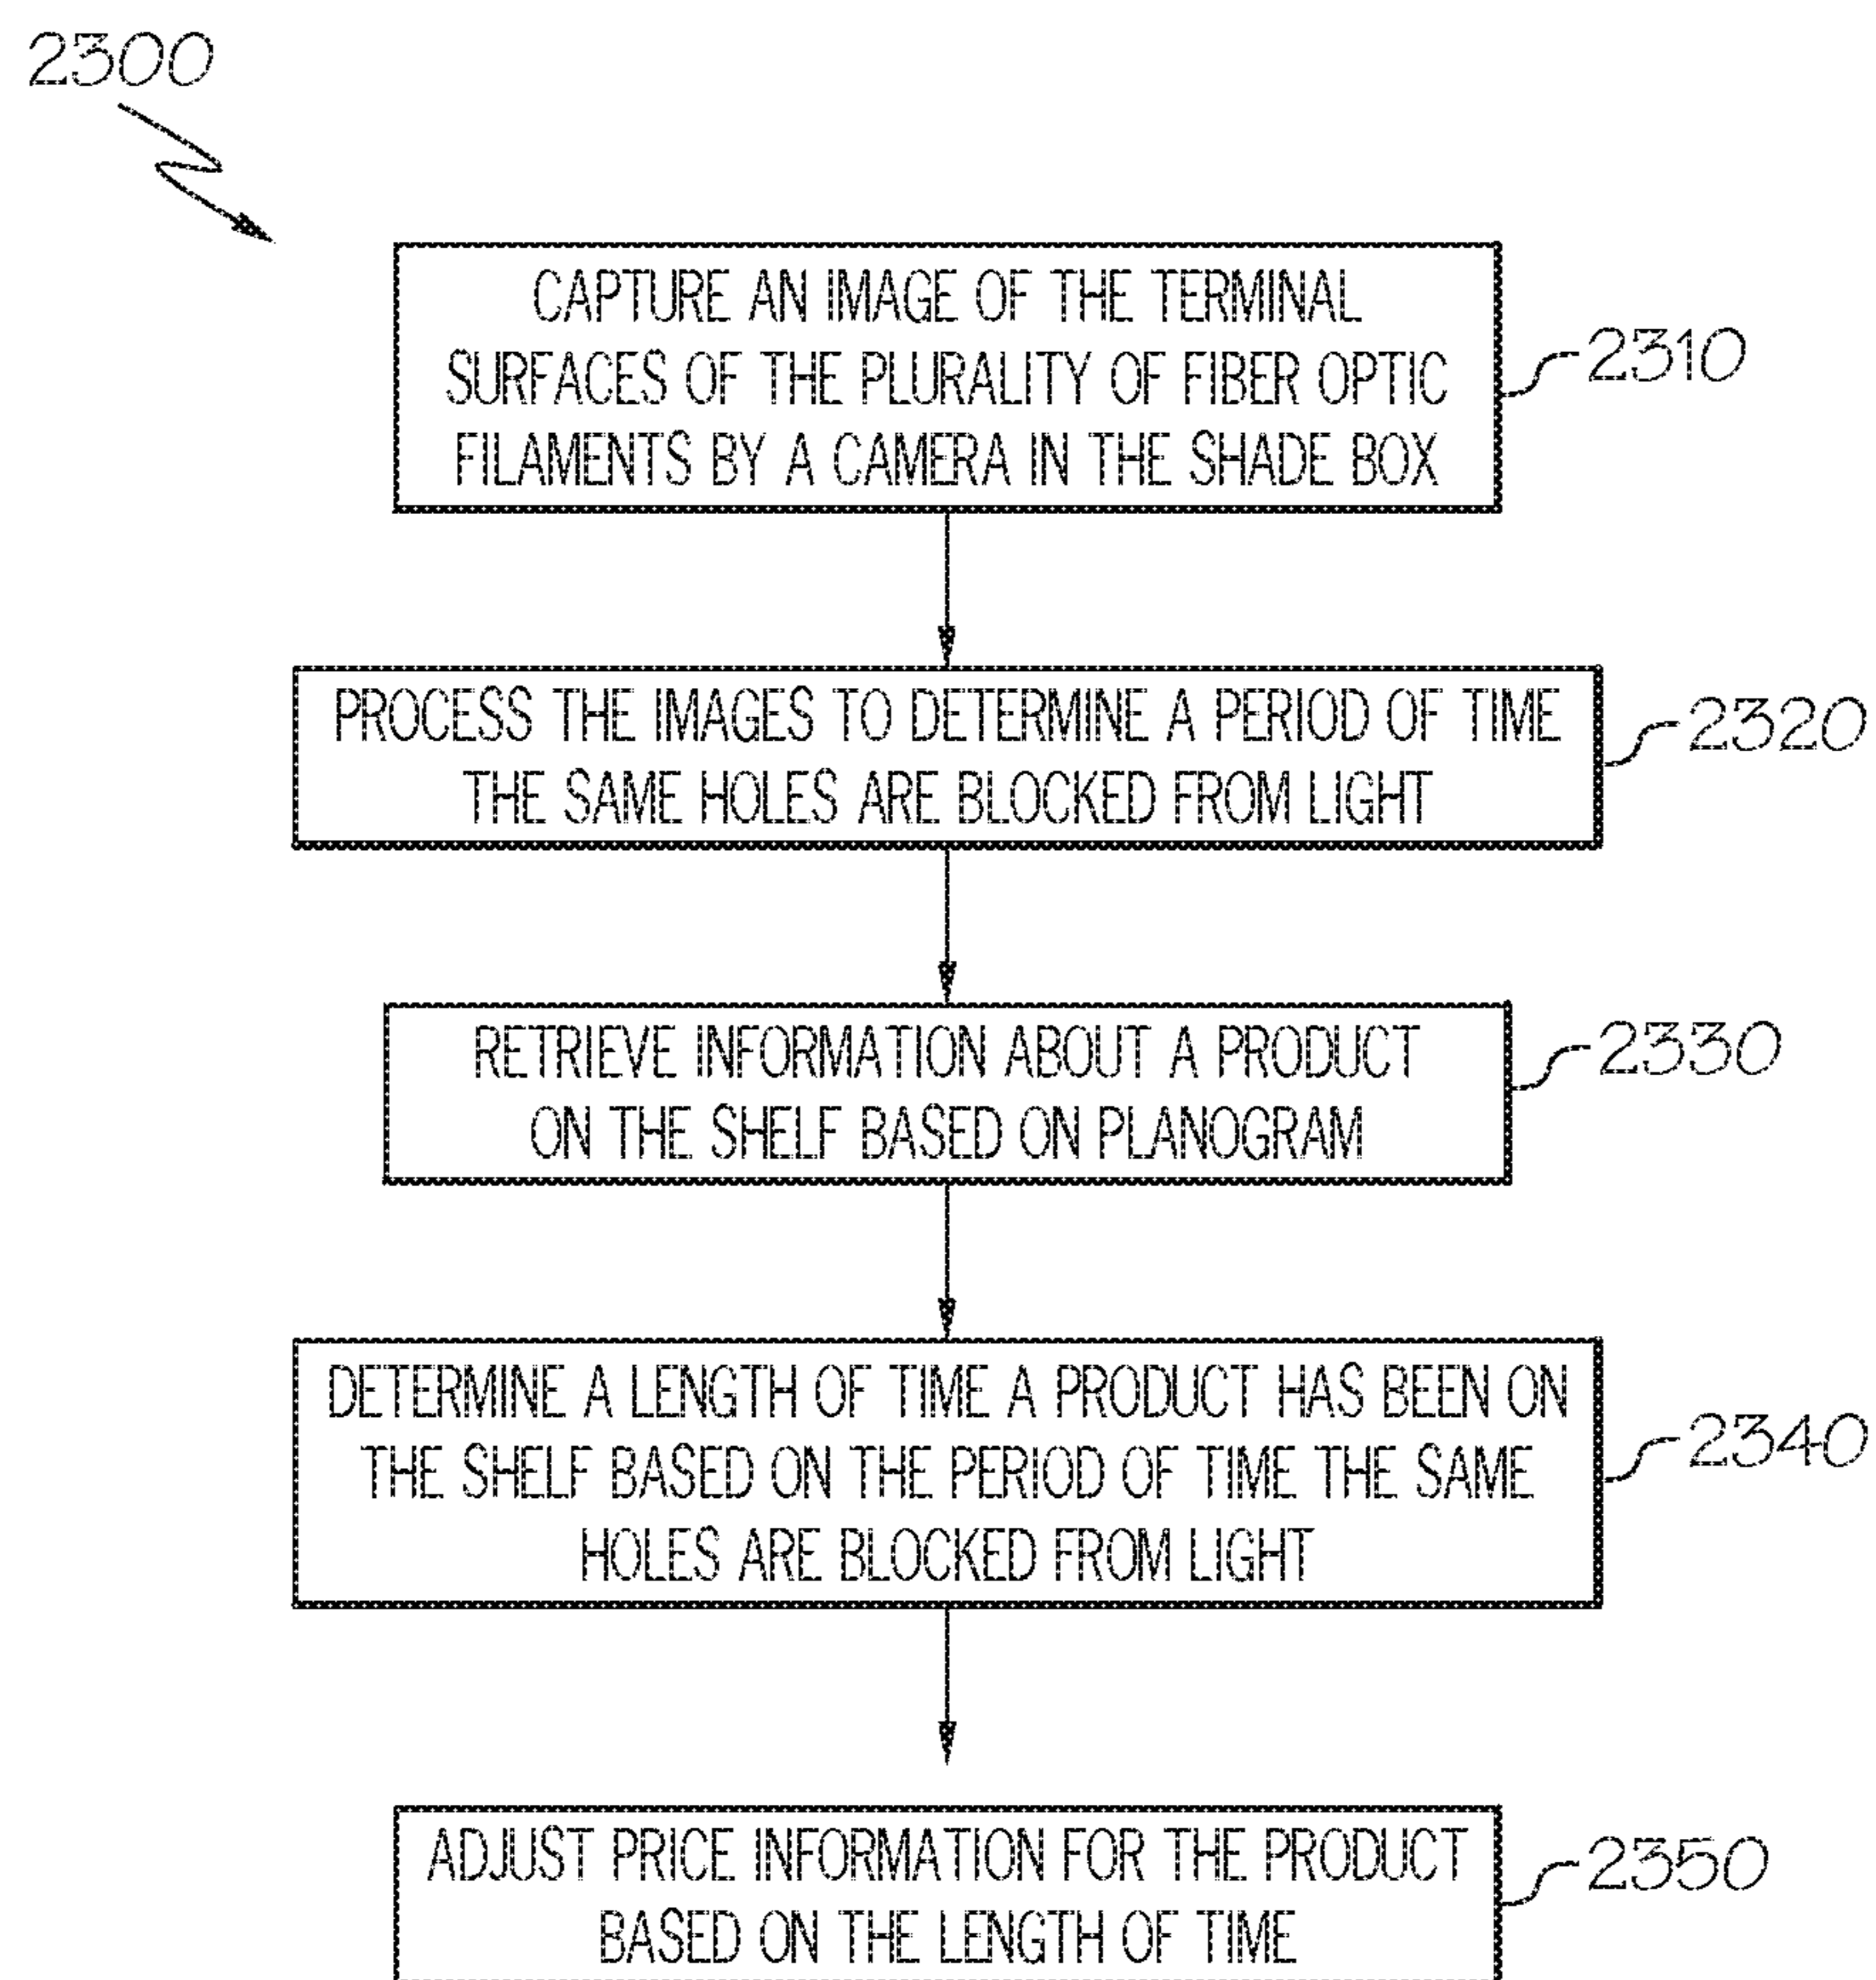 2300
CAPTURE AN IMAGE OF THE TERMINAL
SURFACES OF THE PLURALITY OF FIBER OPTIC
FILAMENTS BY A CAMERA IN THE SHADE BOX
2310
PROCESS THE IMAGES TO DETERMINE A PERIOD OF TIME
THE SAME HOLES ARE BLOCKED FROM LIGHT
2320
RETRIEVE INFORMATION ABOUT A PRODUCT
ON THE SHELF BASED ON PLANOGRAM
2330
DETERMINE A LENGTH OF TIME A PRODUCT HAS BEEN ON
THE SHELF BASED ON THE PERIOD OF TIME THE SAME
HOLES ARE BLOCKED FROM LIGHT
2340
ADJUST PRICE INFORMATION FOR THE PRODUCT
BASED ON THE LENGTH OF TIME
2350